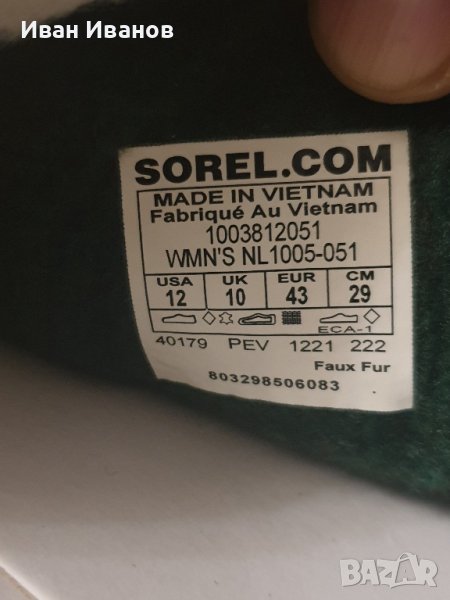 Иван Иванов
SOREL.COM
MADE IN VIETNAM
Fabriqué Au Vietnam
1003812051
WMN'S NL1005-051
USA UK EUR CM
12 10 43 29
ECA-1
40179 PEV 1221 222
Faux Fur
803298506083
BAZAR